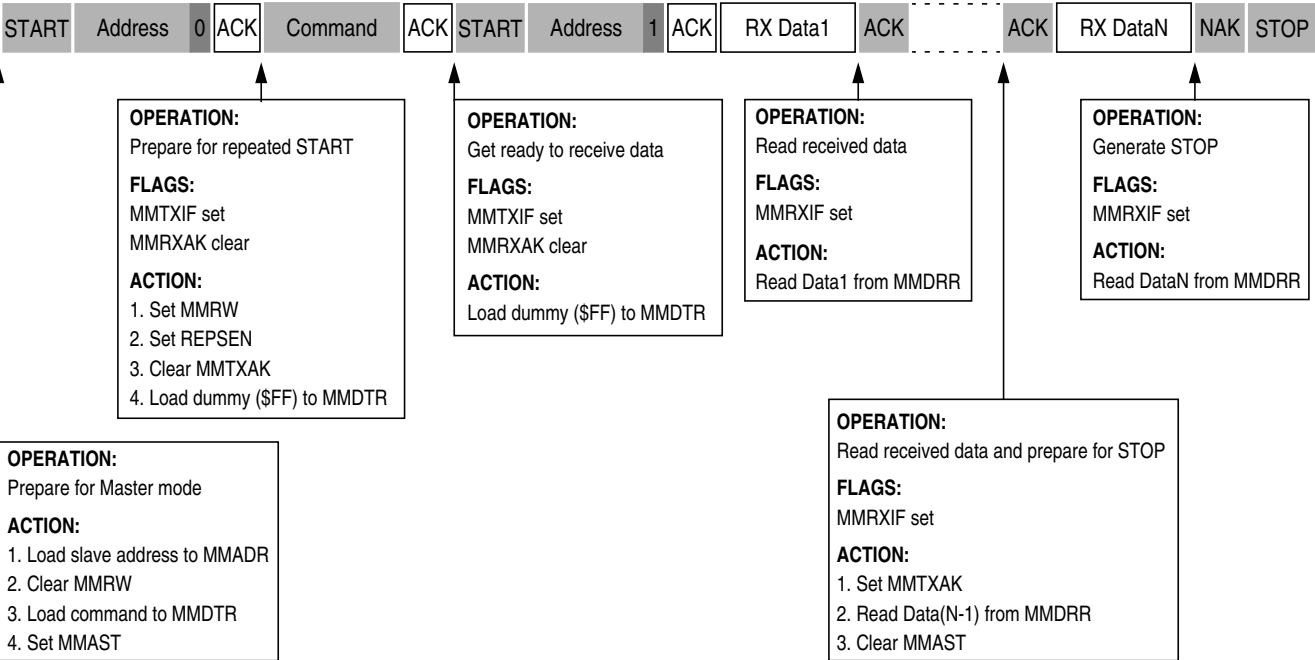 START Address 0 ACK Command ACK START Address 1 ACK RX Data1 ACK ACK RX DataN NAK STOP
OPERATION:
Prepare for repeated START
FLAGS:
MMTXIF set
MMRXAK clear
ACTION:
1. Set MMRW
2. Set REPSEN
3. Clear MMTXAK
4. Load dummy ($FF) to MMDTR
OPERATION:
Get ready to receive data
FLAGS:
MMTXIF set
MMRXAK clear
ACTION:
Load dummy ($FF) to MMDTR
OPERATION:
Read received data
FLAGS:
MMRXIF set
ACTION:
Read Data1 from MMDRR
OPERATION:
Generate STOP
FLAGS:
MMRXIF set
ACTION:
Read DataN from MMDRR
OPERATION:
Prepare for Master mode
ACTION:
1. Load slave address to MMADR
2. Clear MMRW
3. Load command to MMDTR
4. Set MMAST
OPERATION:
Read received data and prepare for STOP
FLAGS:
MMRXIF set
ACTION:
1. Set MMTXAK
2. Read Data(N-1) from MMDRR
3. Clear MMAST